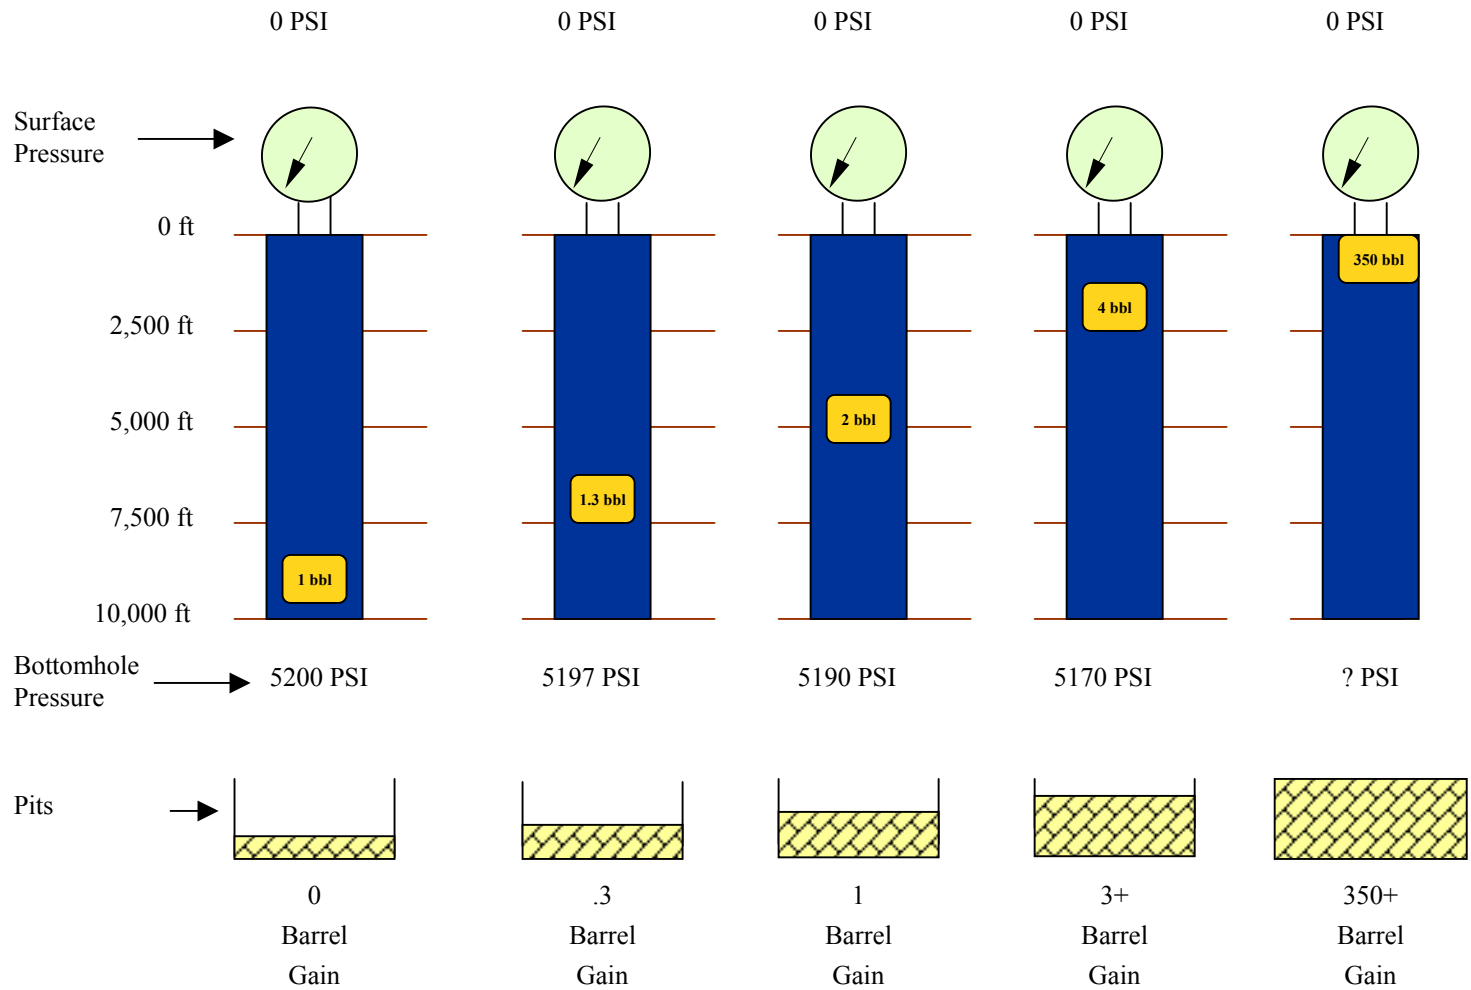 0 PSI 0 PSI 0 PSI 0 PSI 0 PSI
Surface
Pressure
0 ft
2,500 ft
5,000 ft
7,500 ft
10,000 ft
1 bbl
1.3 bbl
2 bbl
4 bbl
350 bbl
Bottomhole
Pressure
5200 PSI 5197 PSI 5190 PSI 5170 PSI ? PSI
Pits
0 .3 1 3+ 350+
Barrel Barrel Barrel Barrel Barrel
Gain Gain Gain Gain Gain